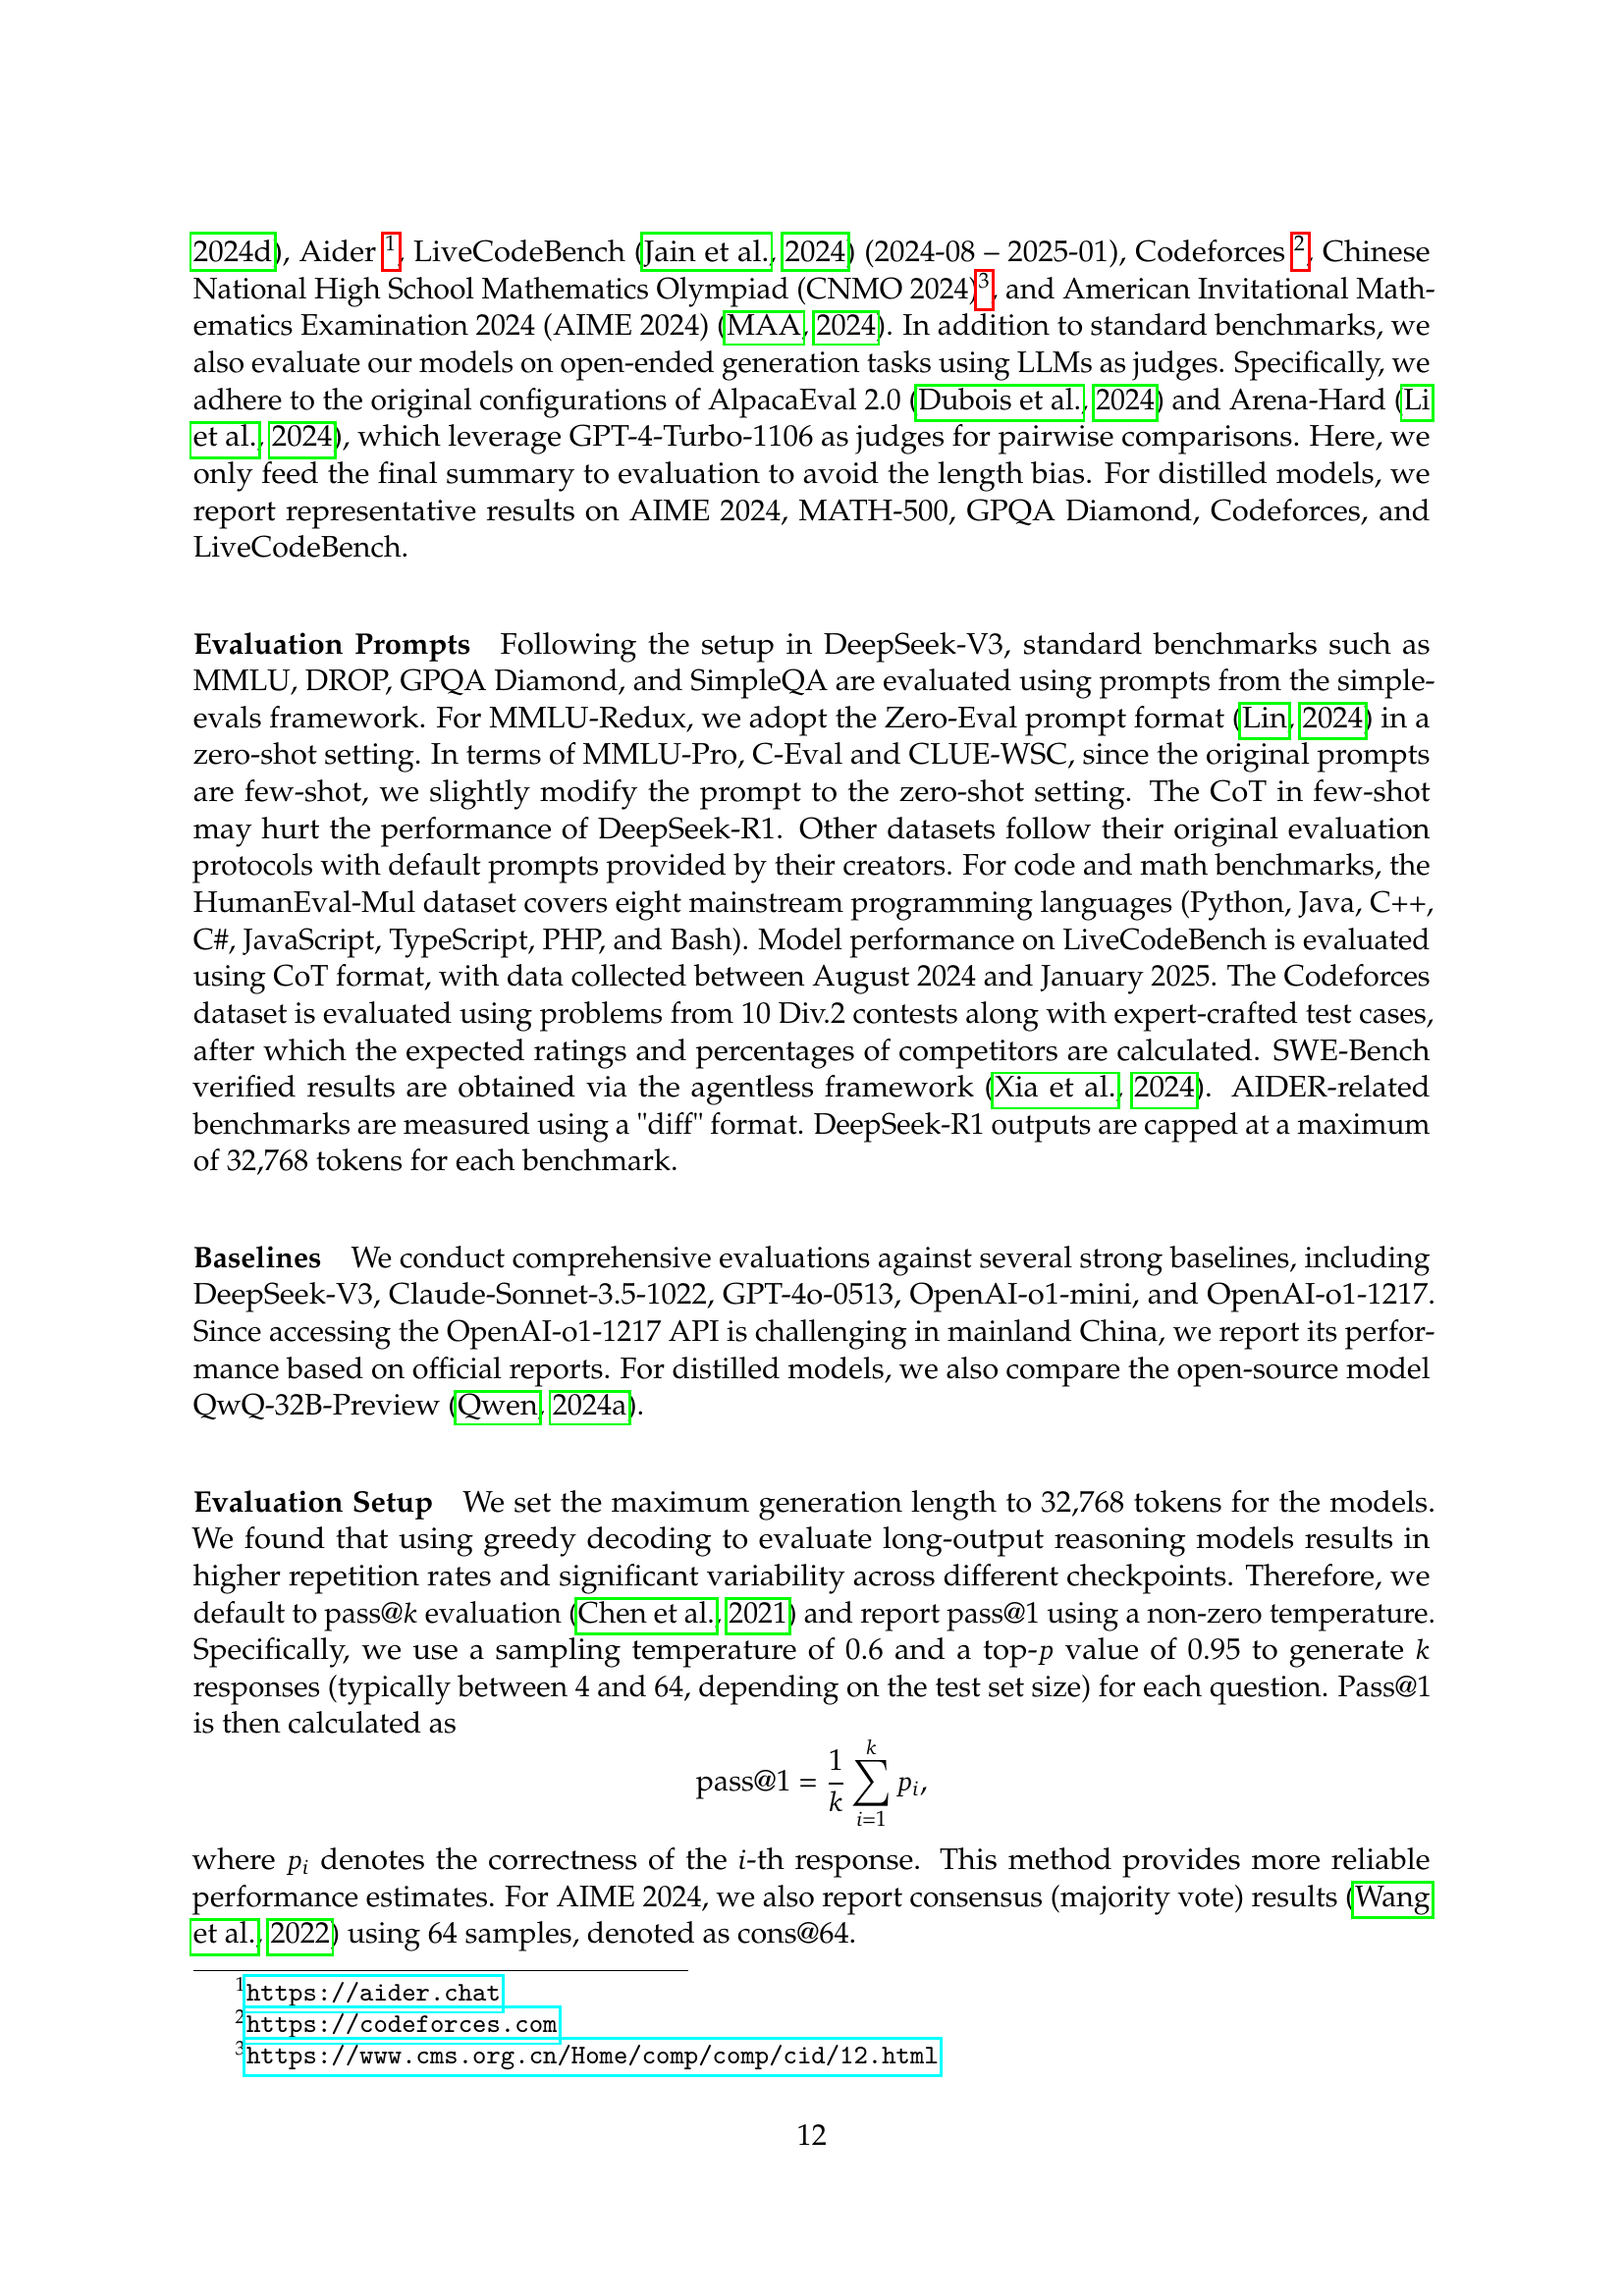 2024d), Aider ¹, LiveCodeBench (Jain et al., 2024) (2024-08 – 2025-01), Codeforces ², Chinese
National High School Mathematics Olympiad (CNMO 2024)³, and American Invitational Math-
ematics Examination 2024 (AIME 2024) (MAA, 2024). In addition to standard benchmarks, we
also evaluate our models on open-ended generation tasks using LLMs as judges. Specifically, we
adhere to the original configurations of AlpacaEval 2.0 (Dubois et al., 2024) and Arena-Hard (Li
et al., 2024), which leverage GPT-4-Turbo-1106 as judges for pairwise comparisons. Here, we
only feed the final summary to evaluation to avoid the length bias. For distilled models, we
report representative results on AIME 2024, MATH-500, GPQA Diamond, Codeforces, and
LiveCodeBench.
Evaluation Prompts Following the setup in DeepSeek-V3, standard benchmarks such as
MMLU, DROP, GPQA Diamond, and SimpleQA are evaluated using prompts from the simple-
evals framework. For MMLU-Redux, we adopt the Zero-Eval prompt format (Lin, 2024) in a
zero-shot setting. In terms of MMLU-Pro, C-Eval and CLUE-WSC, since the original prompts
are few-shot, we slightly modify the prompt to the zero-shot setting. The CoT in few-shot
may hurt the performance of DeepSeek-R1. Other datasets follow their original evaluation
protocols with default prompts provided by their creators. For code and math benchmarks, the
HumanEval-Mul dataset covers eight mainstream programming languages (Python, Java, C++,
C#, JavaScript, TypeScript, PHP, and Bash). Model performance on LiveCodeBench is evaluated
using CoT format, with data collected between August 2024 and January 2025. The Codeforces
dataset is evaluated using problems from 10 Div.2 contests along with expert-crafted test cases,
after which the expected ratings and percentages of competitors are calculated. SWE-Bench
verified results are obtained via the agentless framework (Xia et al., 2024). AIDER-related
benchmarks are measured using a "diff" format. DeepSeek-R1 outputs are capped at a maximum
of 32,768 tokens for each benchmark.
Baselines We conduct comprehensive evaluations against several strong baselines, including
DeepSeek-V3, Claude-Sonnet-3.5-1022, GPT-4o-0513, OpenAI-o1-mini, and OpenAI-o1-1217.
Since accessing the OpenAI-o1-1217 API is challenging in mainland China, we report its perfor-
mance based on official reports. For distilled models, we also compare the open-source model
QwQ-32B-Preview (Qwen, 2024a).
Evaluation Setup We set the maximum generation length to 32,768 tokens for the models.
We found that using greedy decoding to evaluate long-output reasoning models results in
higher repetition rates and significant variability across different checkpoints. Therefore, we
default to pass@k evaluation (Chen et al., 2021) and report pass@1 using a non-zero temperature.
Specifically, we use a sampling temperature of 0.6 and a top-p value of 0.95 to generate k
responses (typically between 4 and 64, depending on the test set size) for each question. Pass@1
is then calculated as
pass@1 = \frac{1}{k} \sum_{i=1}^{k} p_i,
where p_i denotes the correctness of the i-th response. This method provides more reliable
performance estimates. For AIME 2024, we also report consensus (majority vote) results (Wang
et al., 2022) using 64 samples, denoted as cons@64.
¹https://aider.chat
²https://codeforces.com
³https://www.cms.org.cn/Home/comp/comp/cid/12.html
12